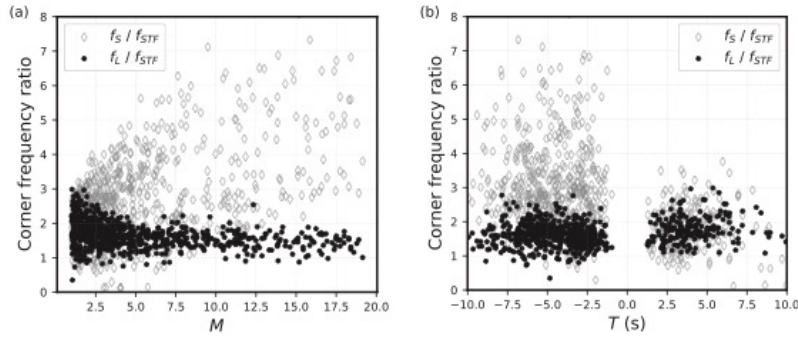 (a)
f_S / f_STF
f_L / f_STF
Corner frequency ratio
8
7
6
5
4
3
2
1
0
2.5 5.0 7.5 10.0 12.5 15.0 17.5 20.0
M
(b)
f_S / f_STF
f_L / f_STF
Corner frequency ratio
8
7
6
5
4
3
2
1
0
−10.0 −7.5 −5.0 −2.5 0.0 2.5 5.0 7.5 10.0
T (s)